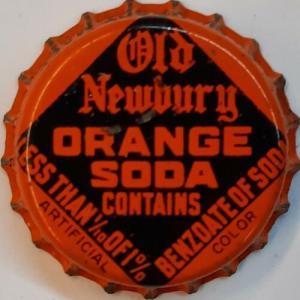 Old
Newbury
ORANGE
SODA
CONTAINS
LESS THAN 1/10 OF 1%
BENZOATE OF SODA
ARTIFICIAL COLOR